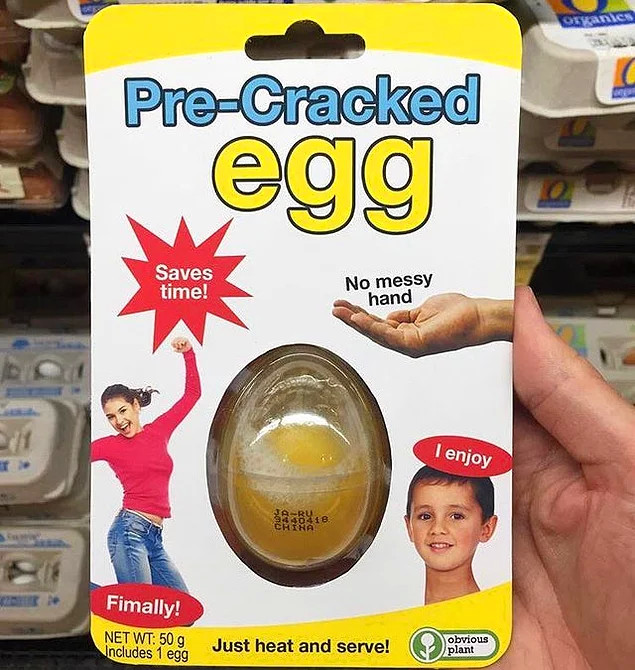 organics
Pre-Cracked
egg
Saves
time!
No messy
hand
I enjoy
JA-RU
9440418
CHINA
Fimally!
NET WT: 50 g
Includes 1 egg
Just heat and serve!
obvious
plant